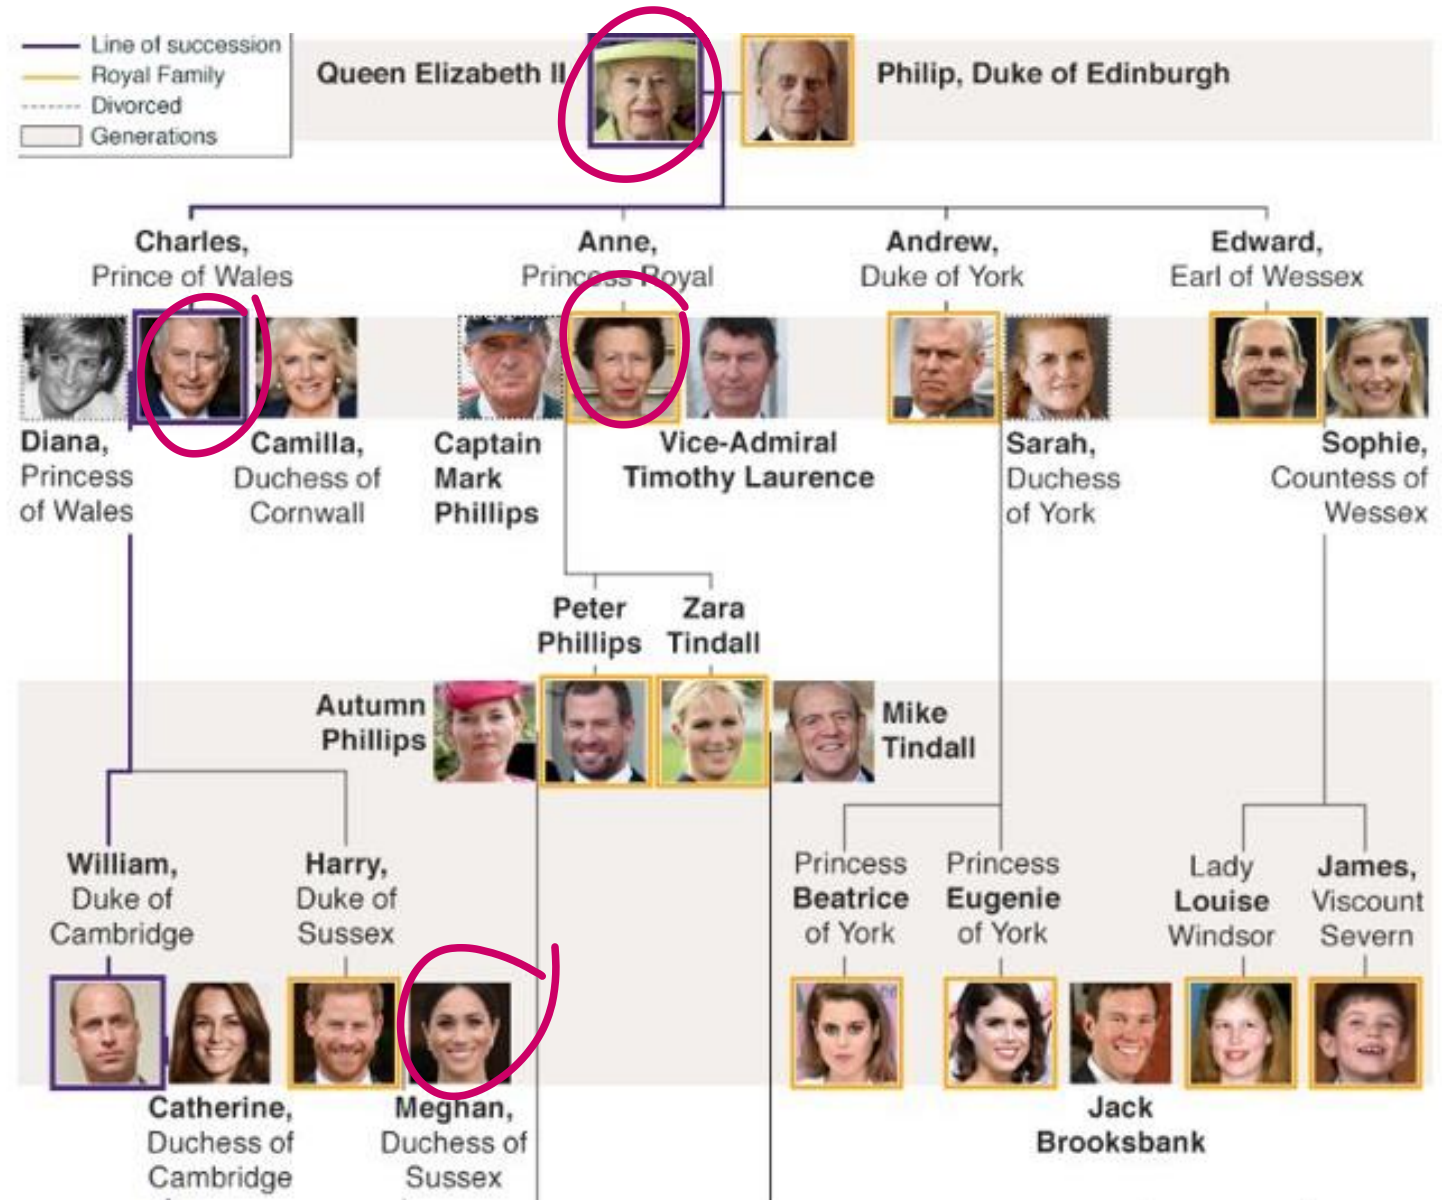 Line of succession
Royal Family
Divorced
Generations
Queen Elizabeth II
Philip, Duke of Edinburgh
Charles,
Prince of Wales
Anne,
Princess Royal
Andrew,
Duke of York
Edward,
Earl of Wessex
Diana,
Princess
of Wales
Camilla,
Duchess of
Cornwall
Captain
Mark
Phillips
Vice-Admiral
Timothy Laurence
Sarah,
Duchess
of York
Sophie,
Countess of
Wessex
Peter
Phillips
Zara
Tindall
Autumn
Phillips
Mike
Tindall
William,
Duke of
Cambridge
Harry,
Duke of
Sussex
Princess
Beatrice
of York
Princess
Eugenie
of York
Lady
Louise
Windsor
James,
Viscount
Severn
Catherine,
Duchess of
Cambridge
Meghan,
Duchess of
Sussex
Jack
Brooksbank